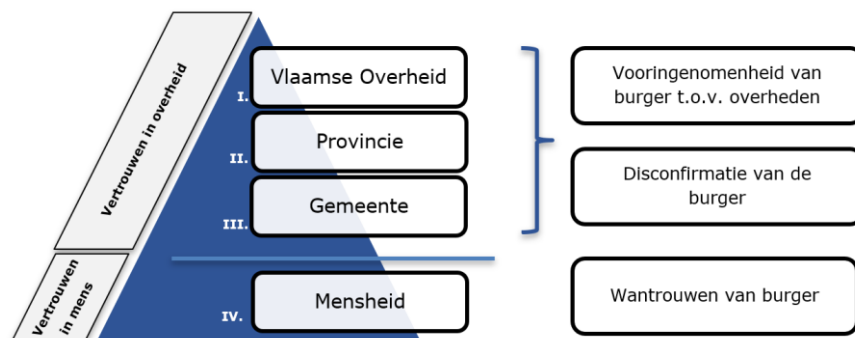 Vertrouwen in overheid
I.
Vlaamse Overheid
II.
Provincie
III.
Gemeente
Vooringenomenheid van
burger t.o.v. overheden
Disconfirmatie van de
burger
Vertrouwen
in mens
IV.
Mensheid
Wantrouwen van burger